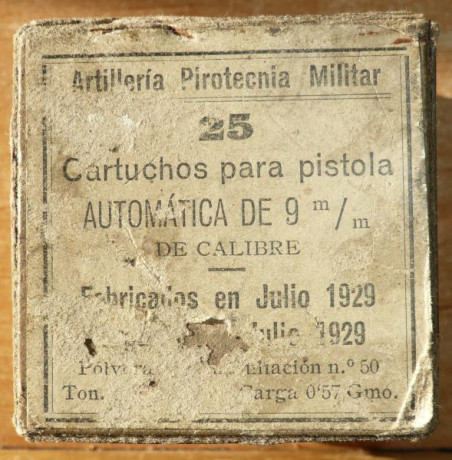 Artillería Pirotecnia Militar
25
Cartuchos para pistola
AUTOMÁTICA DE 9 m/m
DE CALIBRE
Fabricados en Julio 1929
Julio 1929
Pólvora n.º 50
Ton. Carga 0'57 Gmo.